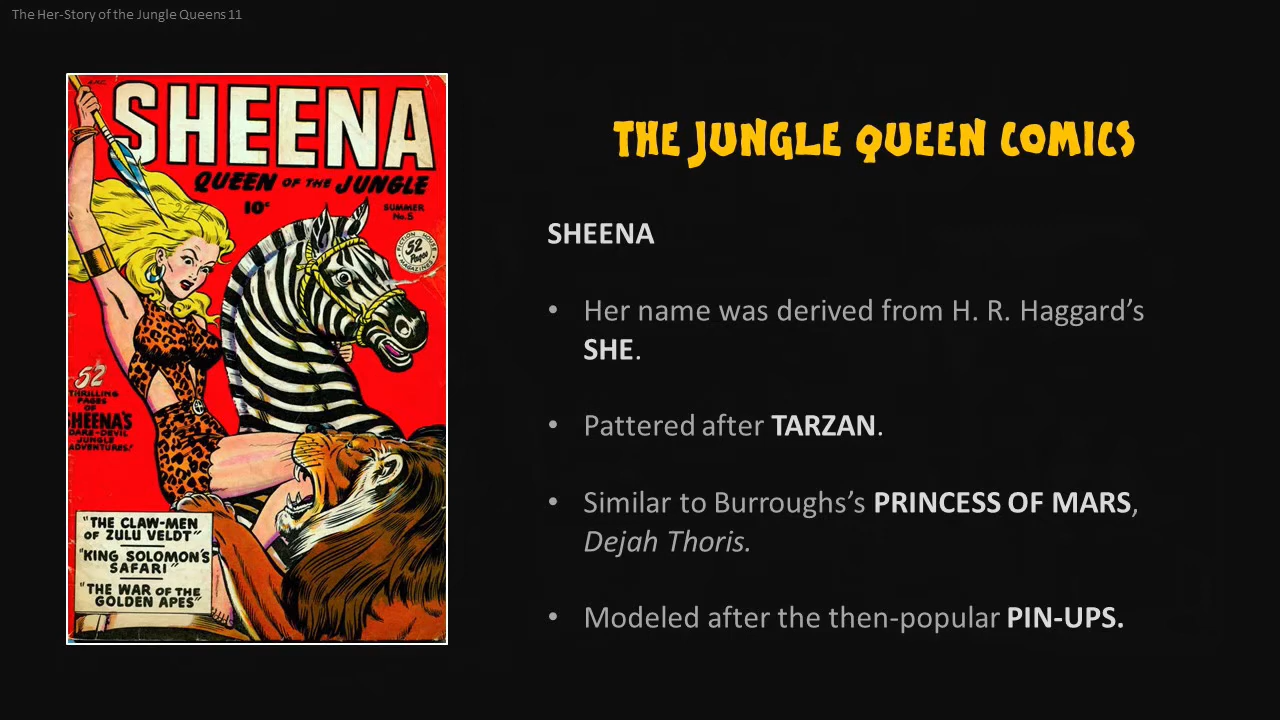 The Her-Story of the Jungle Queens 11
SHEENA
QUEEN OF THE JUNGLE
10¢
SUMMER
No.5
FICTION HOUSE
52
Pages
MAGAZINES
52
THRILLING
PAGES
OF
SHEENA'S
DARE-DEVIL
JUNGLE
ADVENTURES!
"THE CLAW-MEN
OF ZULU VELDT"
"KING SOLOMON'S
SAFARI"
"THE WAR OF THE
GOLDEN APES"
THE JUNGLE QUEEN COMICS
SHEENA
• Her name was derived from H. R. Haggard’s
SHE.
• Pattered after TARZAN.
• Similar to Burroughs’s PRINCESS OF MARS,
Dejah Thoris.
• Modeled after the then-popular PIN-UPS.